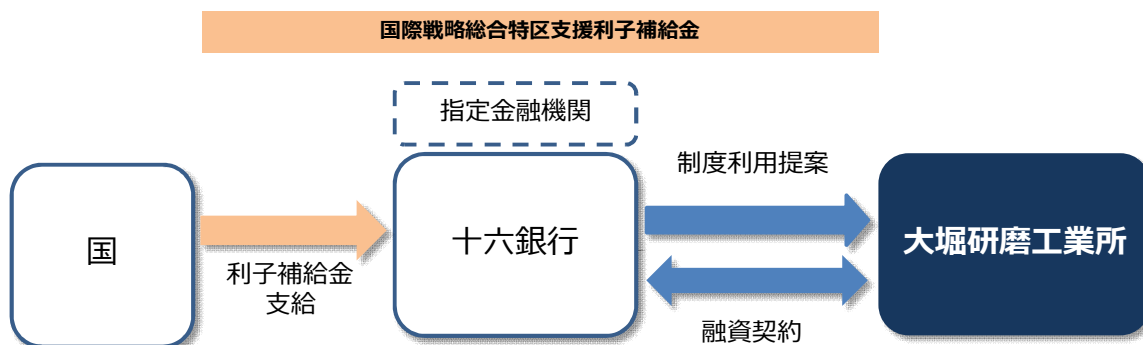 国際戦略総合特区支援利子補給金
指定金融機関
制度利用提案
国
十六銀行
大堀研磨工業所
利子補給金
支給
融資契約